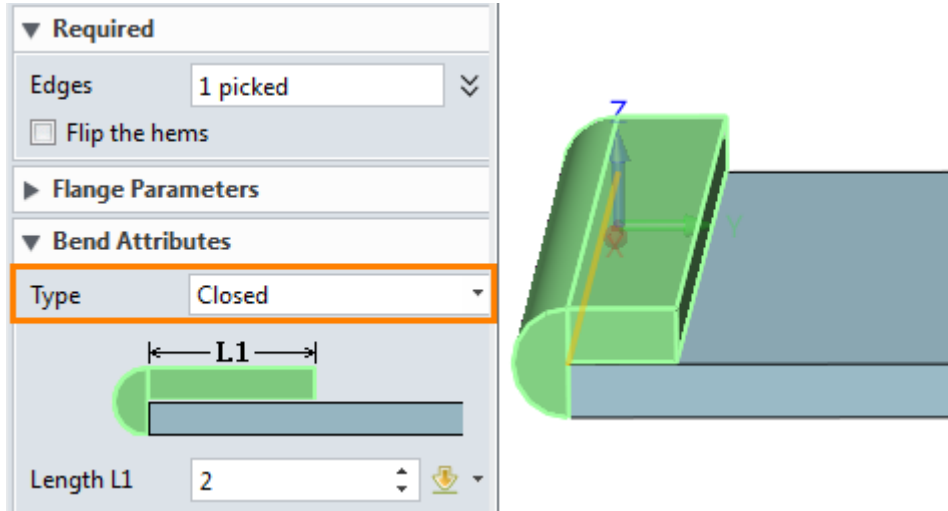 Required
Edges 1 picked
Flip the hems
Flange Parameters
Bend Attributes
Type Closed
L1
Length L1 2
Z
Y
X